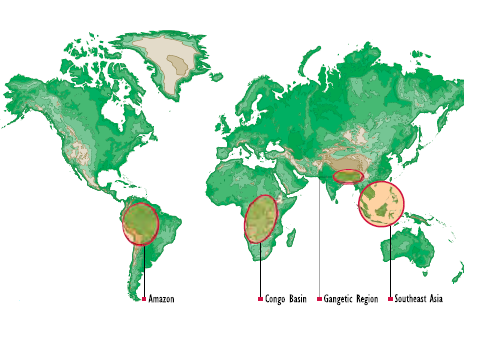 Amazon
Congo Basin
Gangetic Region
Southeast Asia